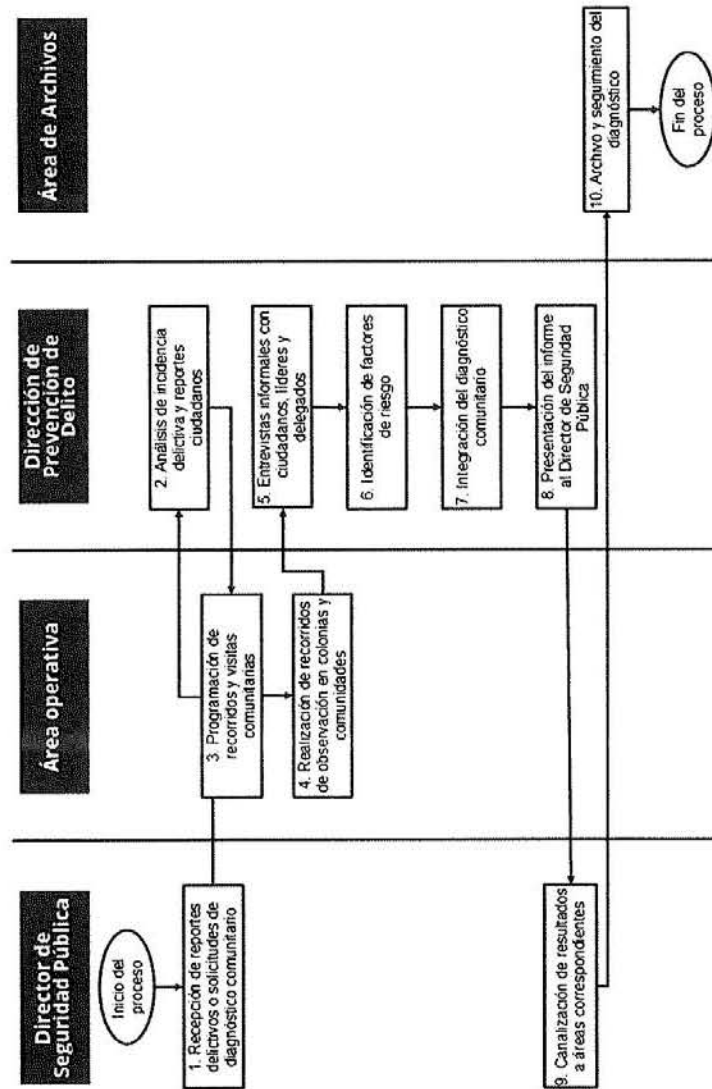 Director de
Seguridad Pública
Área operativa
Dirección de
Prevención de
Delito
Área de Archivos
Inicio del
proceso
1. Recepción de reportes
delictivos o solicitudes de
diagnóstico comunitario
2. Análisis de incidencia
delictiva y reportes
ciudadanos
3. Programación de
recorridos y visitas
comunitarias
4. Realización de recorridos
de observación en colonias y
comunidades
5. Entrevistas informales con
ciudadanos, líderes y
delegados
6. Identificación de factores
de riesgo
7. Integración del diagnóstico
comunitario
8. Presentación del informe
al Director de Seguridad
Pública
9. Canalización de resultados
a áreas correspondientes
10. Archivo y seguimiento del
diagnóstico
Fin del
proceso